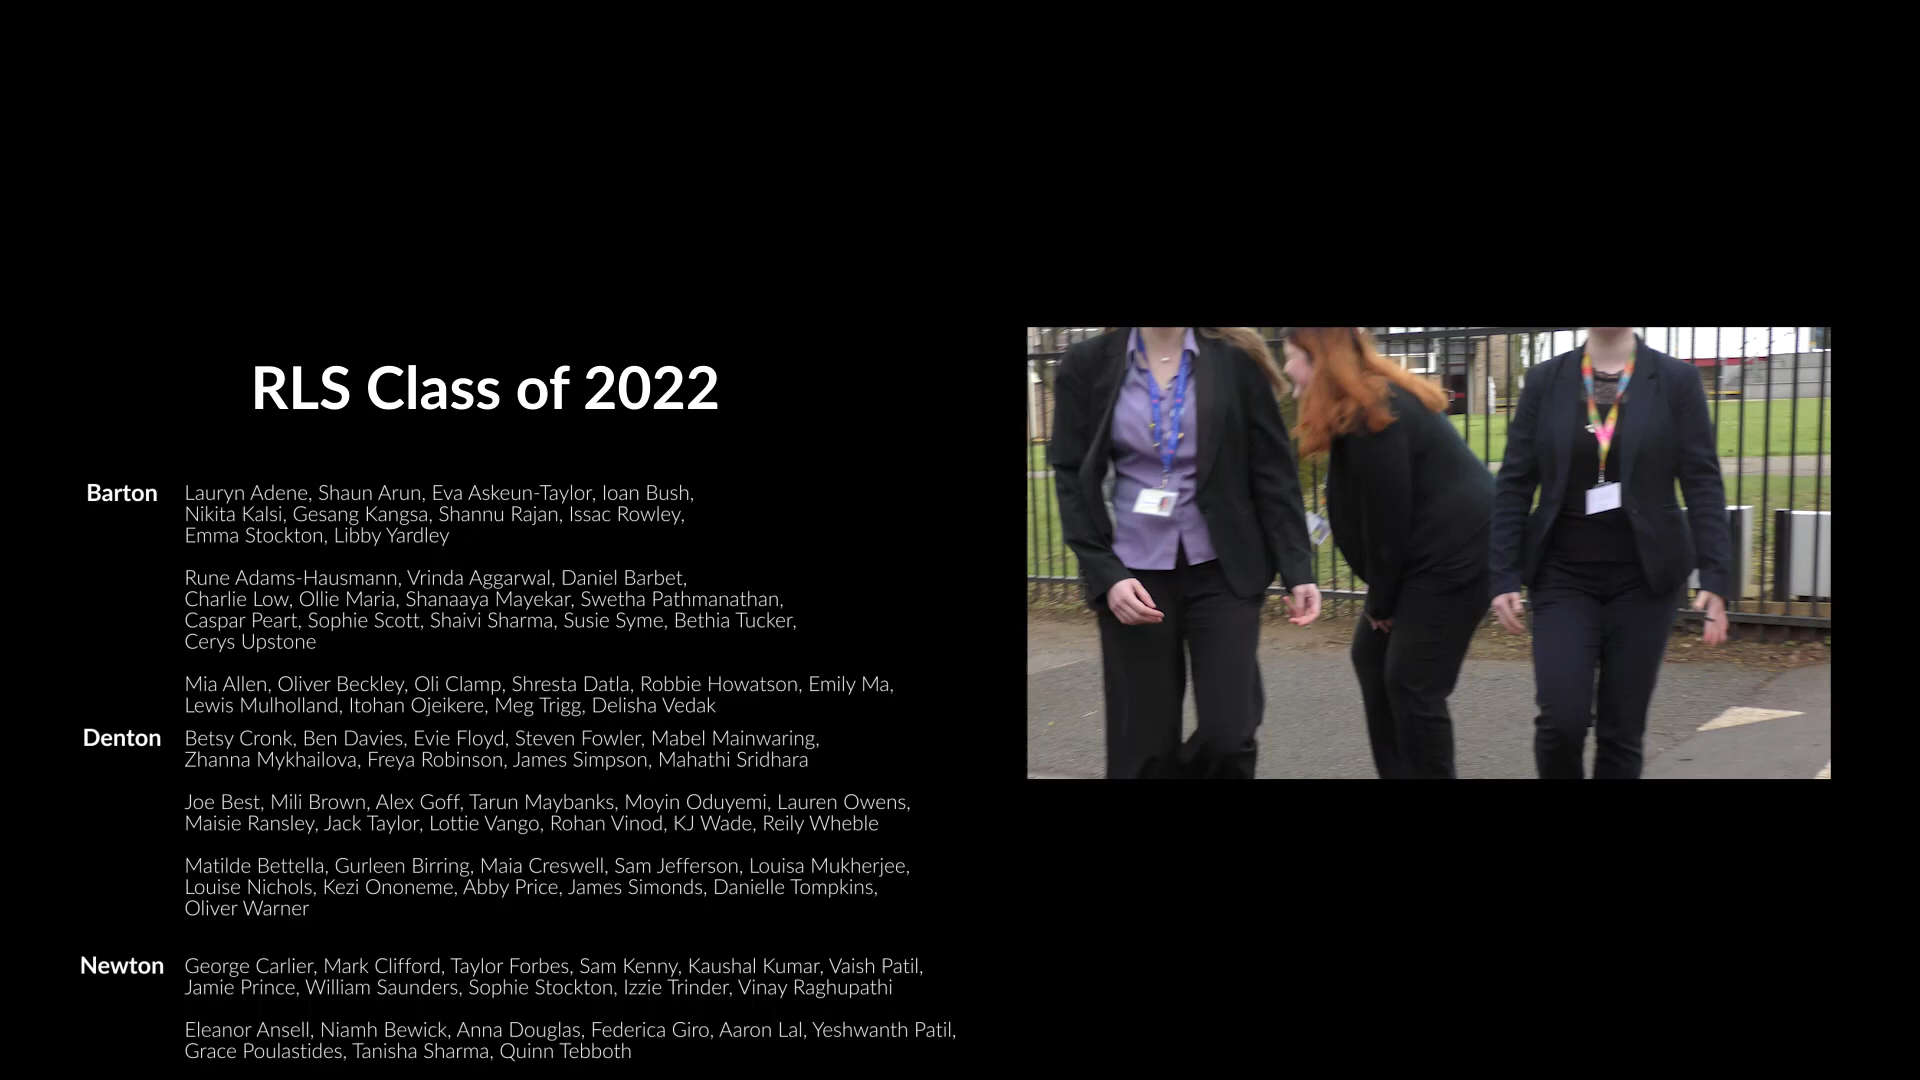 RLS Class of 2022
Barton Lauryn Adene, Shaun Arun, Eva Askeun-Taylor, Ioan Bush,
Nikita Kalsi, Gesang Kangsa, Shannu Rajan, Issac Rowley,
Emma Stockton, Libby Yardley
Rune Adams-Hausmann, Vrinda Aggarwal, Daniel Barbet,
Charlie Low, Ollie Maria, Shanaaya Mayekar, Swetha Pathmanathan,
Caspar Peart, Sophie Scott, Shaivi Sharma, Susie Syme, Bethia Tucker,
Cerys Upstone
Mia Allen, Oliver Beckley, Oli Clamp, Shresta Datla, Robbie Howatson, Emily Ma,
Lewis Mulholland, Itohan Ojeikere, Meg Trigg, Delisha Vedak
Denton Betsy Cronk, Ben Davies, Evie Floyd, Steven Fowler, Mabel Mainwaring,
Zhanna Mykhailova, Freya Robinson, James Simpson, Mahathi Sridhara
Joe Best, Mili Brown, Alex Goff, Tarun Maybanks, Moyin Oduyemi, Lauren Owens,
Maisie Ransley, Jack Taylor, Lottie Vango, Rohan Vinod, KJ Wade, Reily Wheble
Matilde Bettella, Gurleen Birring, Maia Creswell, Sam Jefferson, Louisa Mukherjee,
Louise Nichols, Kezi Ononeme, Abby Price, James Simonds, Danielle Tompkins,
Oliver Warner
Newton George Carlier, Mark Clifford, Taylor Forbes, Sam Kenny, Kaushal Kumar, Vaish Patil,
Jamie Prince, William Saunders, Sophie Stockton, Izzie Trinder, Vinay Raghupathi
Eleanor Ansell, Niamh Bewick, Anna Douglas, Federica Giro, Aaron Lal, Yeshwanth Patil,
Grace Poulastides, Tanisha Sharma, Quinn Tebboth